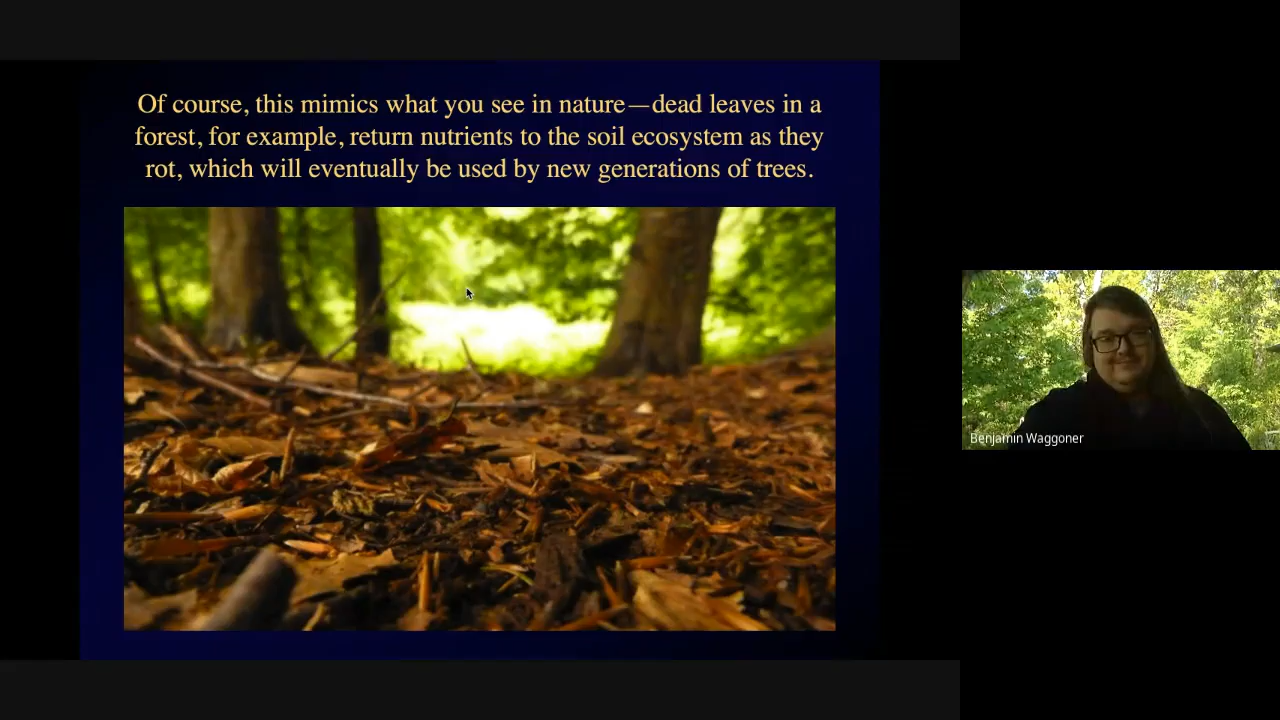 Of course, this mimics what you see in nature—dead leaves in a
forest, for example, return nutrients to the soil ecosystem as they
rot, which will eventually be used by new generations of trees.
Benjamin Waggoner